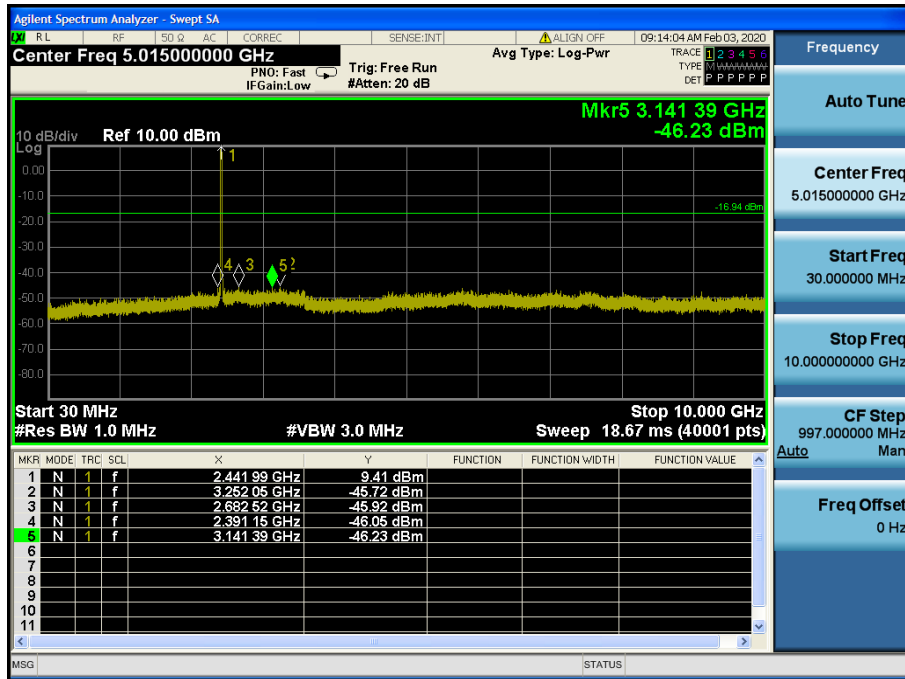 Agilent Spectrum Analyzer - Swept SA
LXI RL RF 50 Ω AC CORREC SENSE:INT ALIGN OFF 09:14:04 AM Feb 03, 2020
Center Freq 5.015000000 GHz
PNO: Fast
IFGain:Low
Trig: Free Run
#Atten: 20 dB
Avg Type: Log-Pwr
TRACE 1 2 3 4 5 6
TYPE M WWWWW
DET P P P P P P
Mkr5 3.141 39 GHz
-46.23 dBm
10 dB/div Ref 10.00 dBm
Log
0.00
-10.0
-20.0
-30.0
-40.0
-50.0
-60.0
-70.0
-80.0
1
-16.94 dBm
4 3 5
Start 30 MHz Stop 10.000 GHz
#Res BW 1.0 MHz #VBW 3.0 MHz Sweep 18.67 ms (40001 pts)
MKR MODE TRC SCL X Y FUNCTION FUNCTION WIDTH FUNCTION VALUE
1 N 1 f 2.441 99 GHz 9.41 dBm
2 N 1 f 3.252 05 GHz -45.72 dBm
3 N 1 f 2.682 52 GHz -45.92 dBm
4 N 1 f 2.391 15 GHz -46.05 dBm
5 N 1 f 3.141 39 GHz -46.23 dBm
6
7
8
9
10
11
MSG STATUS
Frequency
Auto Tune
Center Freq
5.015000000 GHz
Start Freq
30.000000 MHz
Stop Freq
10.000000000 GHz
CF Step
997.000000 MHz
Auto Man
Freq Offset
0 Hz